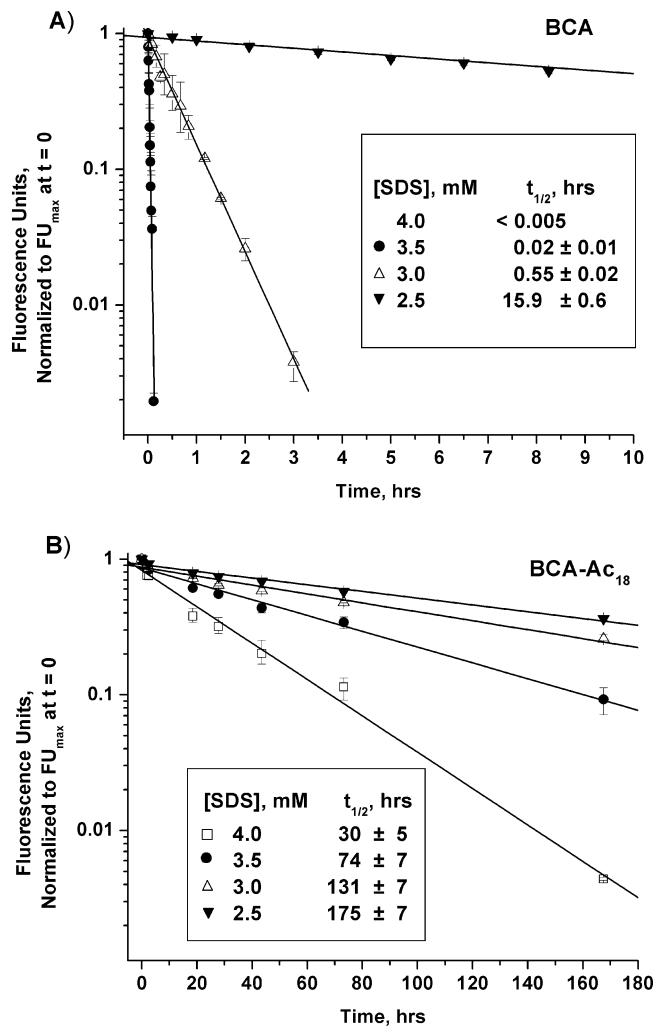 A)
BCA
1
0.1
0.01
Fluorescence Units,
Normalized to FUmax at t = 0
[SDS], mM t1/2, hrs
4.0 < 0.005
● 3.5 0.02 ± 0.01
△ 3.0 0.55 ± 0.02
▼ 2.5 15.9 ± 0.6
0 1 2 3 4 5 6 7 8 9 10
Time, hrs
B)
BCA-Ac18
1
0.1
0.01
Fluorescence Units,
Normalized to FUmax at t = 0
[SDS], mM t1/2, hrs
□ 4.0 30 ± 5
● 3.5 74 ± 7
△ 3.0 131 ± 7
▼ 2.5 175 ± 7
0 20 40 60 80 100 120 140 160 180
Time, hrs